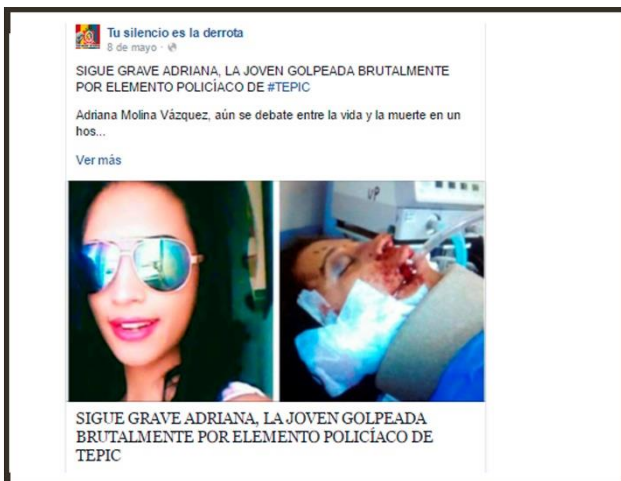 Tu silencio es la derrota
8 de mayo ·
SIGUE GRAVE ADRIANA, LA JOVEN GOLPEADA BRUTALMENTE
POR ELEMENTO POLICÍACO DE #TEPIC
Adriana Molina Vázquez, aún se debate entre la vida y la muerte en un
hos...
Ver más
UP
SIGUE GRAVE ADRIANA, LA JOVEN GOLPEADA
BRUTALMENTE POR ELEMENTO POLICÍACO DE
TEPIC